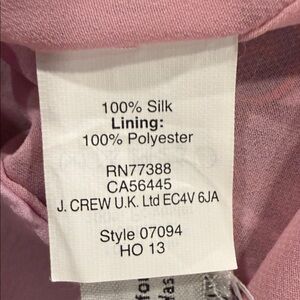 100% Silk
Lining:
100% Polyester
RN77388
CA56445
J. CREW U.K. Ltd EC4V 6JA
Style 07094
HO 13